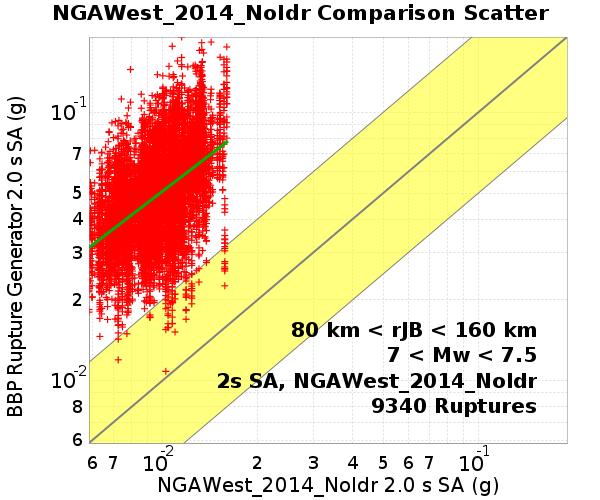 NGAWest_2014_NoIdr Comparison Scatter
BBP Rupture Generator 2.0 s SA (g)
10-1
7
5
4
3
2
10-2
8
6
80 km < rJB < 160 km
7 < Mw < 7.5
2s SA, NGAWest_2014_NoIdr
9340 Ruptures
6 7 10-2 2 3 4 5 6 7 10-1
NGAWest_2014_NoIdr 2.0 s SA (g)